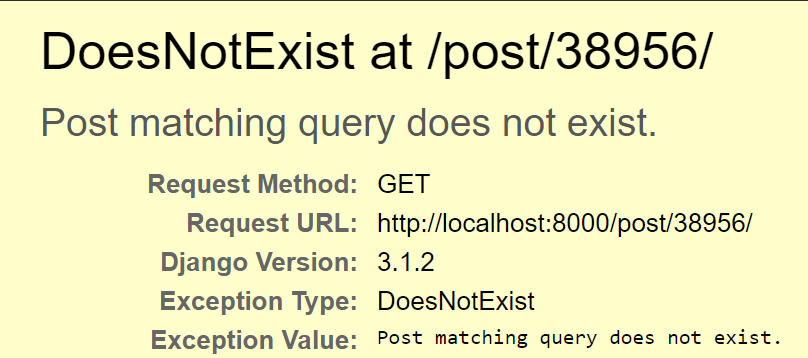 DoesNotExist at /post/38956/
Post matching query does not exist.
Request Method: GET
Request URL: http://localhost:8000/post/38956/
Django Version: 3.1.2
Exception Type: DoesNotExist
Exception Value: Post matching query does not exist.